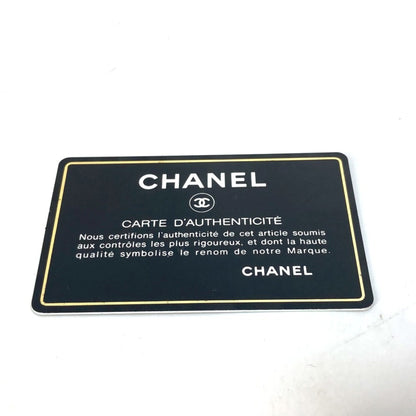 CHANEL
CARTE D'AUTHENTICITÉ
Nous certifions l'authenticité de cet article soumis
aux contrôles les plus rigoureux, et dont la haute
qualité symbolise le renom de notre Marque.
CHANEL